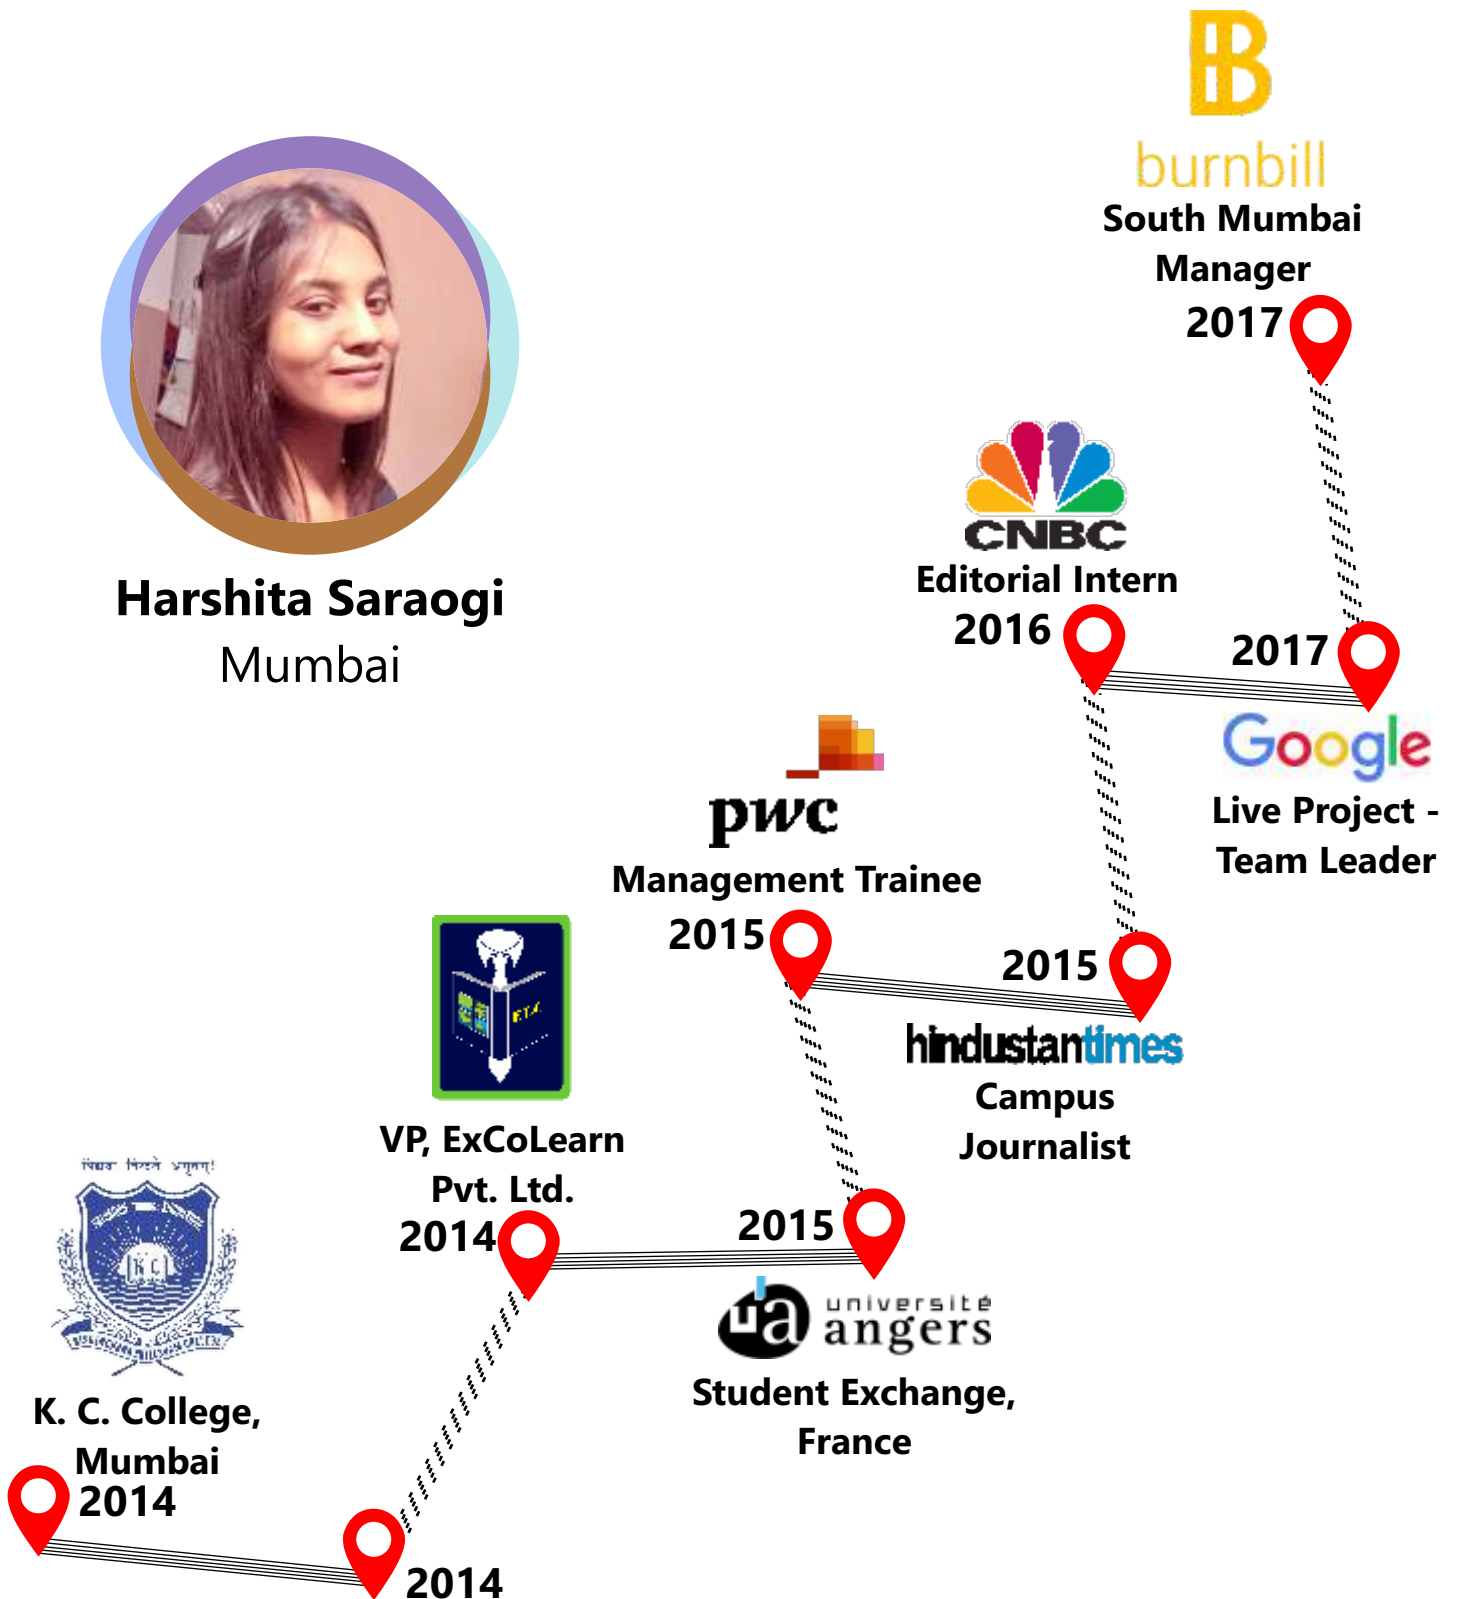 burnbill
South Mumbai
Manager
2017
Harshita Saraogi
Mumbai
CNBC
Editorial Intern
2016
2017
Google
Live Project -
Team Leader
pwc
Management Trainee
2015
2015
hindustantimes
Campus
Journalist
VP, ExCoLearn
Pvt. Ltd.
2014
2015
université
angers
Student Exchange,
France
K C
K. C. College,
Mumbai
2014
2014